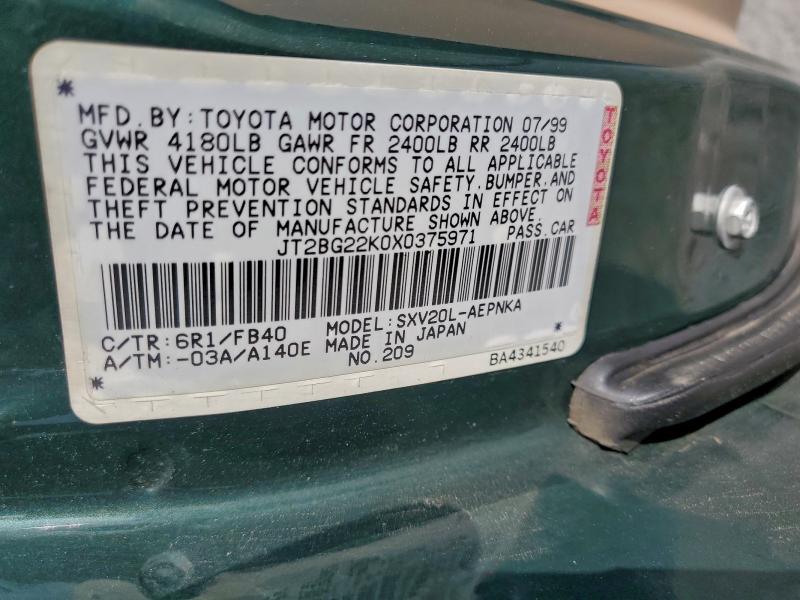 MFD.BY:TOYOTA MOTOR CORPORATION 07/99
GVWR 4180LB GAWR FR 2400LB RR 2400LB
THIS VEHICLE CONFORMS TO ALL APPLICABLE
FEDERAL MOTOR VEHICLE SAFETY,BUMPER,AND
THEFT PREVENTION STANDARDS IN EFFECT ON
THE DATE OF MANUFACTURE SHOWN ABOVE.
JT2BG22K0X0375971 PASS.CAR
C/TR:6R1/FB40 MODEL:SXV20L-AEPNKA
A/TM:-03A/A140E MADE IN JAPAN
NO.209 BA4341540
TOYOTA